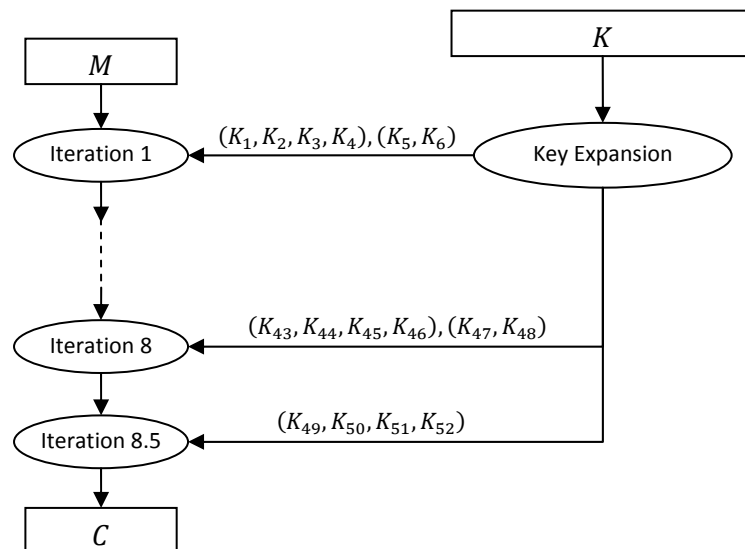 M
K
Iteration 1
(K₁, K₂, K₃, K₄), (K₅, K₆)
Key Expansion
Iteration 8
(K₄₃, K₄₄, K₄₅, K₄₆), (K₄₇, K₄₈)
Iteration 8.5
(K₄₉, K₅₀, K₅₁, K₅₂)
C